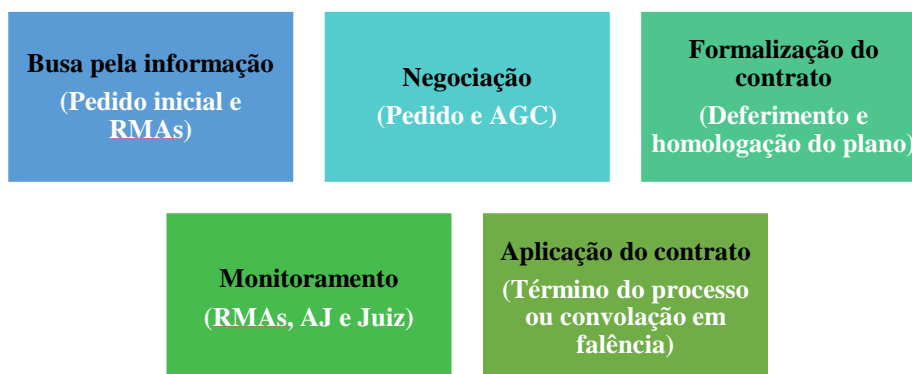 Busa pela informação
(Pedido inicial e
RMAs)
Negociação
(Pedido e AGC)
Formalização do
contrato
(Deferimento e
homologação do plano)
Monitoramento
(RMAs, AJ e Juiz)
Aplicação do contrato
(Término do processo
ou convolação em
falência)